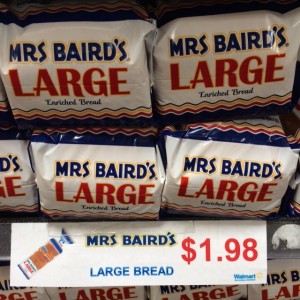 MRS BAIRD'S
LARGE
Enriched Bread
MRS BAIRD'S
LARGE
Enriched Bread
D'S
E
MRS BAIRD'S
LARGE
Enriched Bread
MRS BAIRD'S
LARGE
Enriched Bread
MRS BAIRD'S
$1.98
LARGE BREAD
Walmart